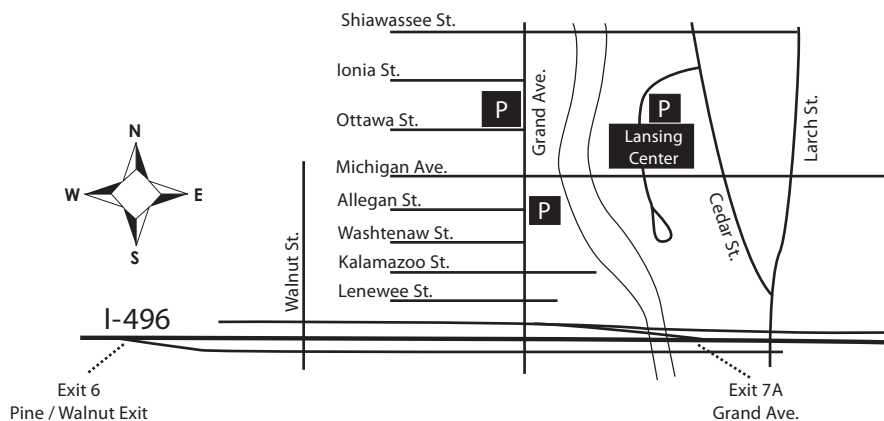 Shiawassee St.
Ionia St.
P
Grand Ave.
P
Larch St.
Ottawa St.
Lansing
Center
N
Michigan Ave.
W
E
Allegan St.
P
Cedar St.
Washtenaw St.
S
Walnut St.
Kalamazoo St.
Lenewee St.
I-496
Exit 6
Pine / Walnut Exit
Exit 7A
Grand Ave.